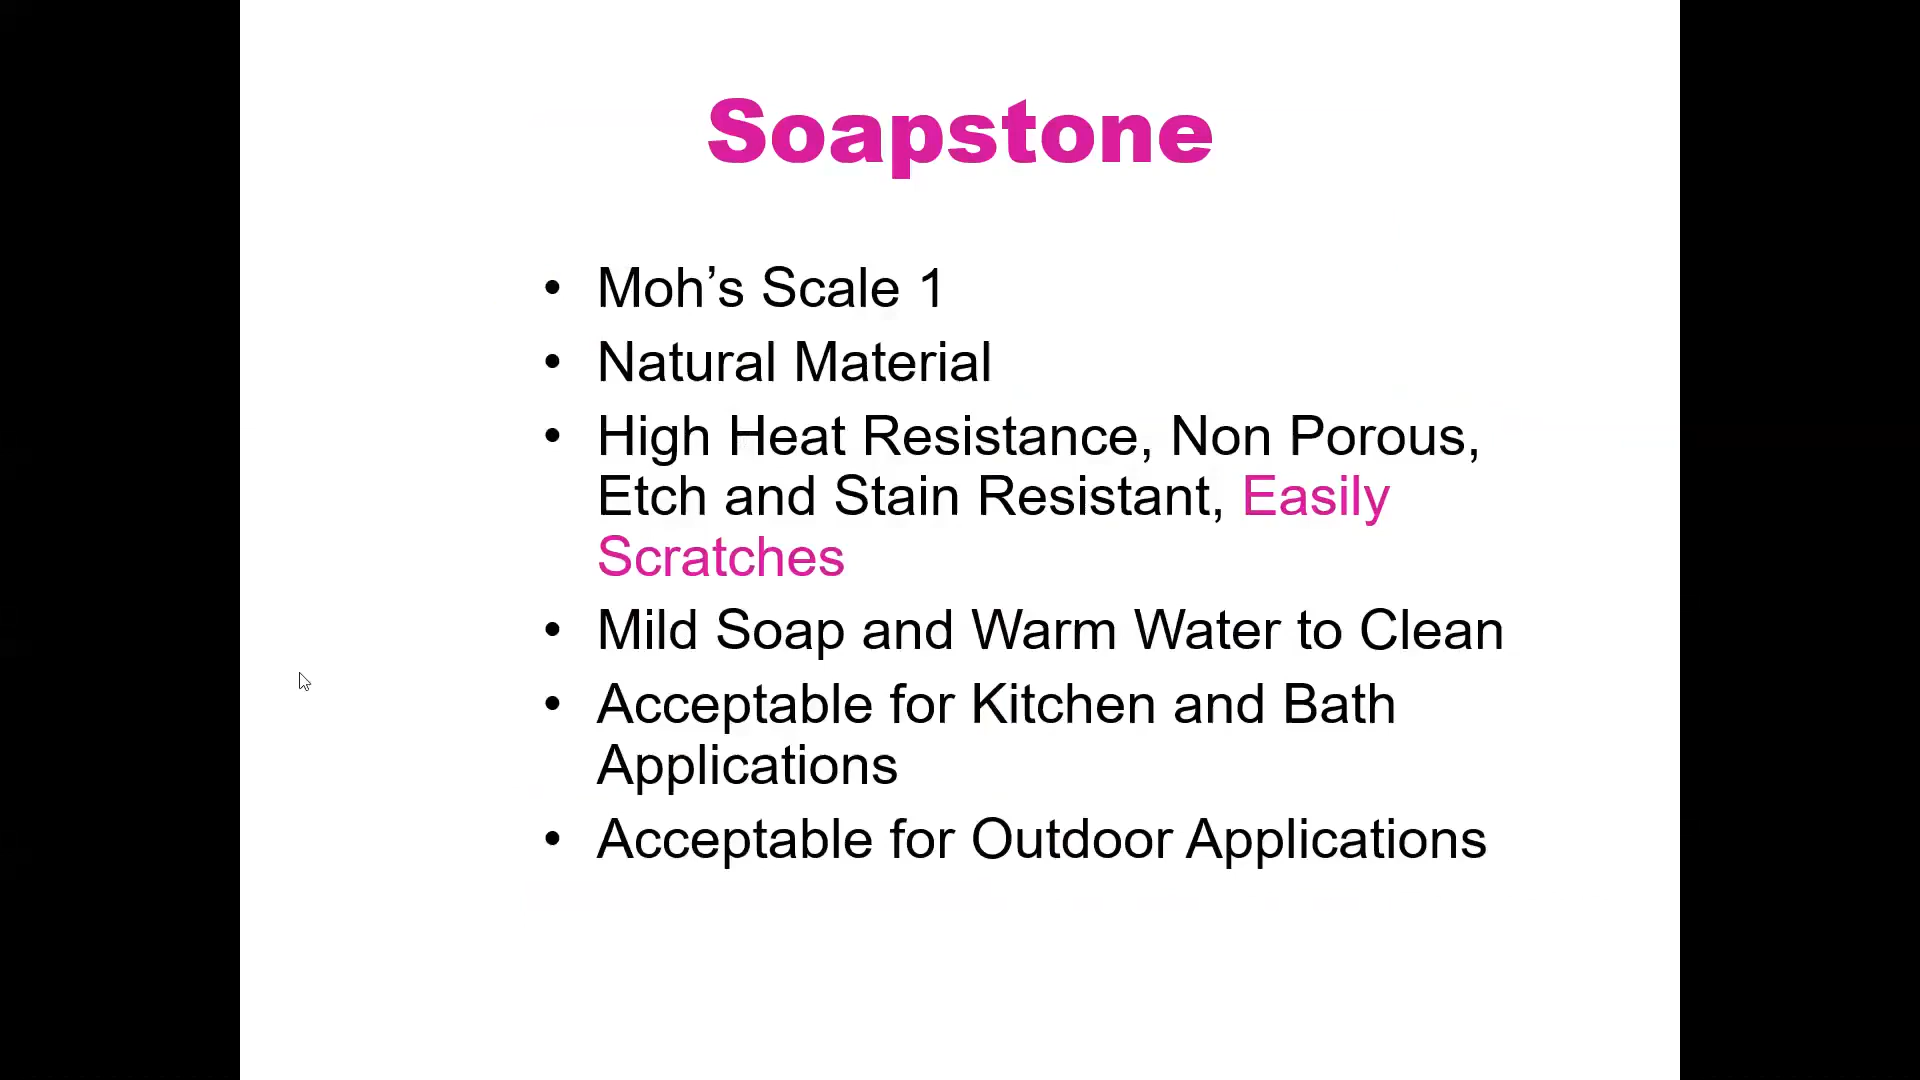 Soapstone
• Moh’s Scale 1
• Natural Material
• High Heat Resistance, Non Porous,
Etch and Stain Resistant, Easily
Scratches
• Mild Soap and Warm Water to Clean
• Acceptable for Kitchen and Bath
Applications
• Acceptable for Outdoor Applications